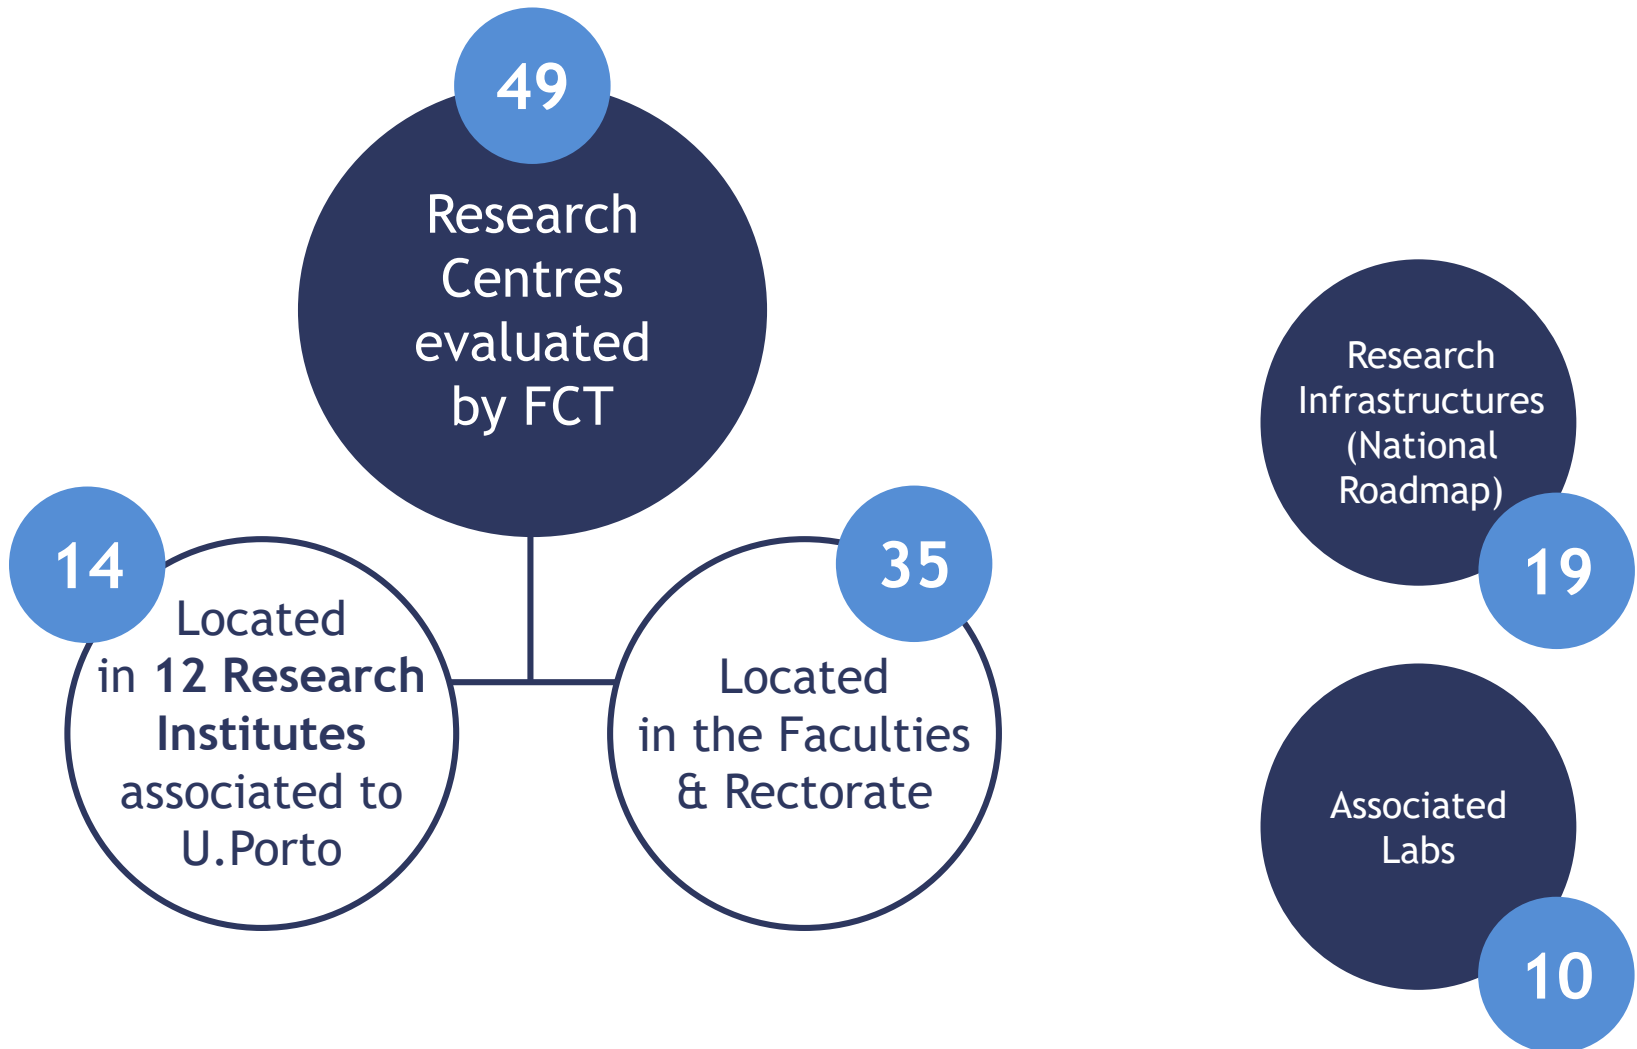 49
Research
Centres
evaluated
by FCT
14
Located
in 12 Research
Institutes
associated to
U.Porto
35
Located
in the Faculties
& Rectorate
Research
Infrastructures
(National
Roadmap)
19
Associated
Labs
10